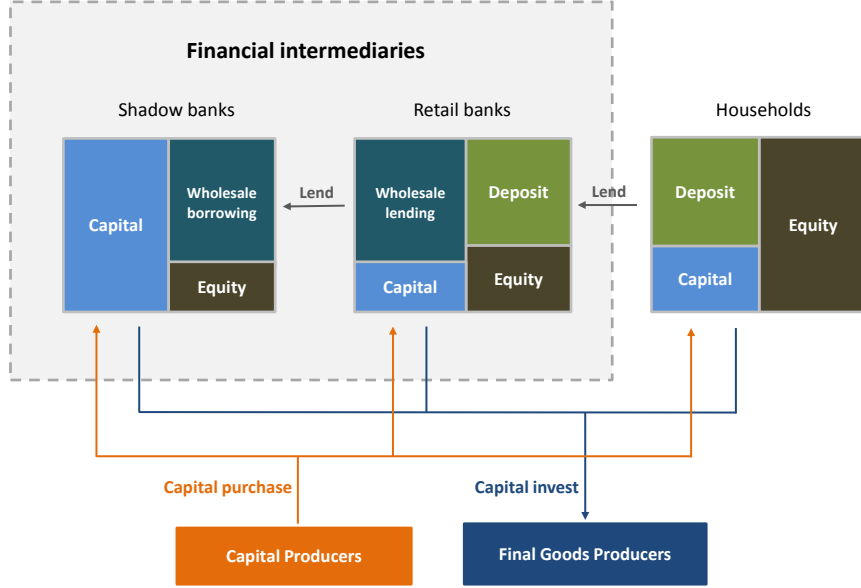 Financial intermediaries
Shadow banks
Retail banks
Households
Capital
Wholesale
borrowing
Equity
Lend
Wholesale
lending
Deposit
Capital
Equity
Lend
Deposit
Equity
Capital
Capital purchase
Capital invest
Capital Producers
Final Goods Producers